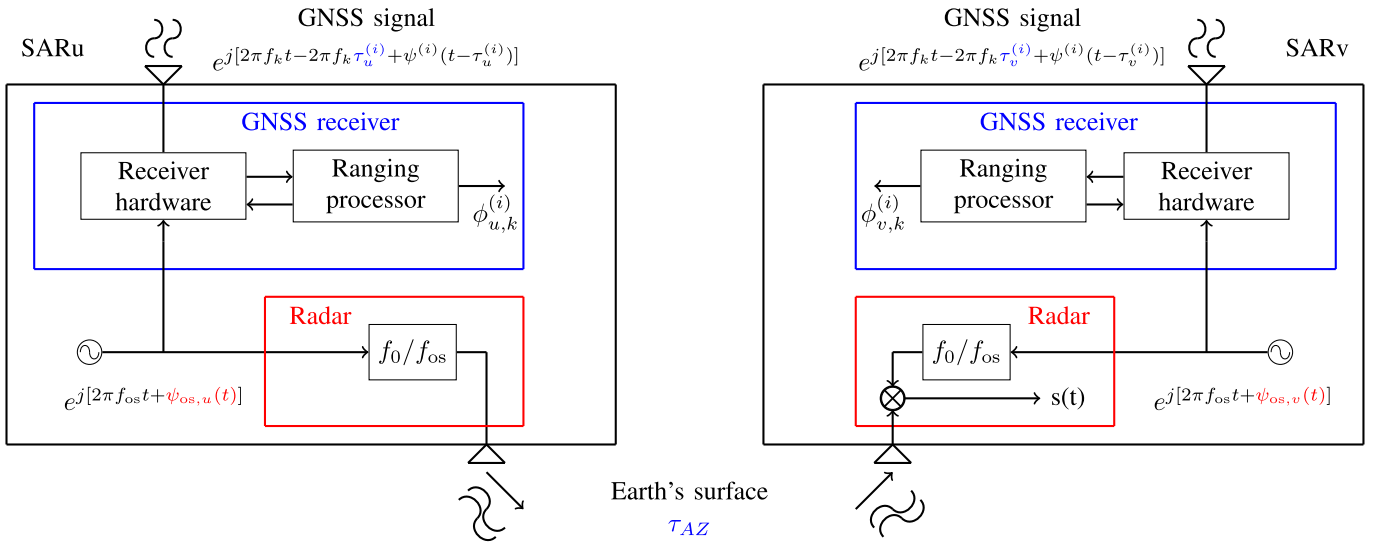 SARu
GNSS signal
e^{j[2πf_k t−2πf_k τ_u^{(i)}+ψ^{(i)}(t−τ_u^{(i)})]}
GNSS receiver
Receiver
hardware
Ranging
processor
ϕ_{u,k}^{(i)}
Radar
f_0/f_os
e^{j[2πf_os t+ψ_{os,u}(t)]}
GNSS signal
SARv
e^{j[2πf_k t−2πf_k τ_v^{(i)}+ψ^{(i)}(t−τ_v^{(i)})]}
GNSS receiver
Ranging
processor
Receiver
hardware
ϕ_{v,k}^{(i)}
Radar
f_0/f_os
s(t)
e^{j[2πf_os t+ψ_{os,v}(t)]}
Earth's surface
τ_{AZ}